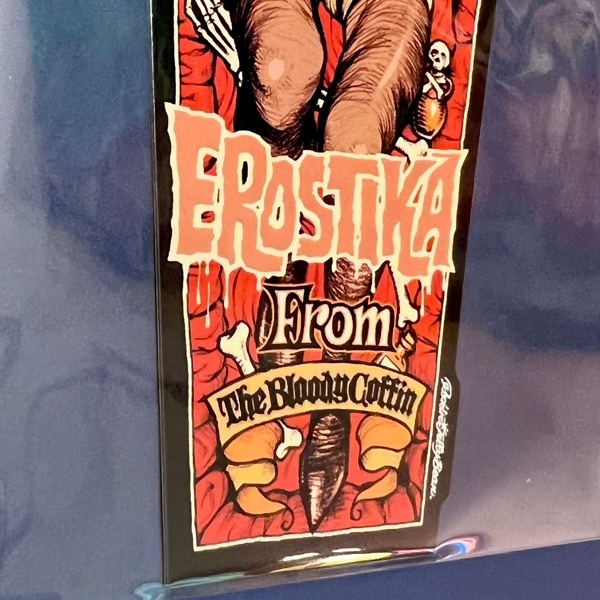 EROSTIKA
From
The Bloody Coffin